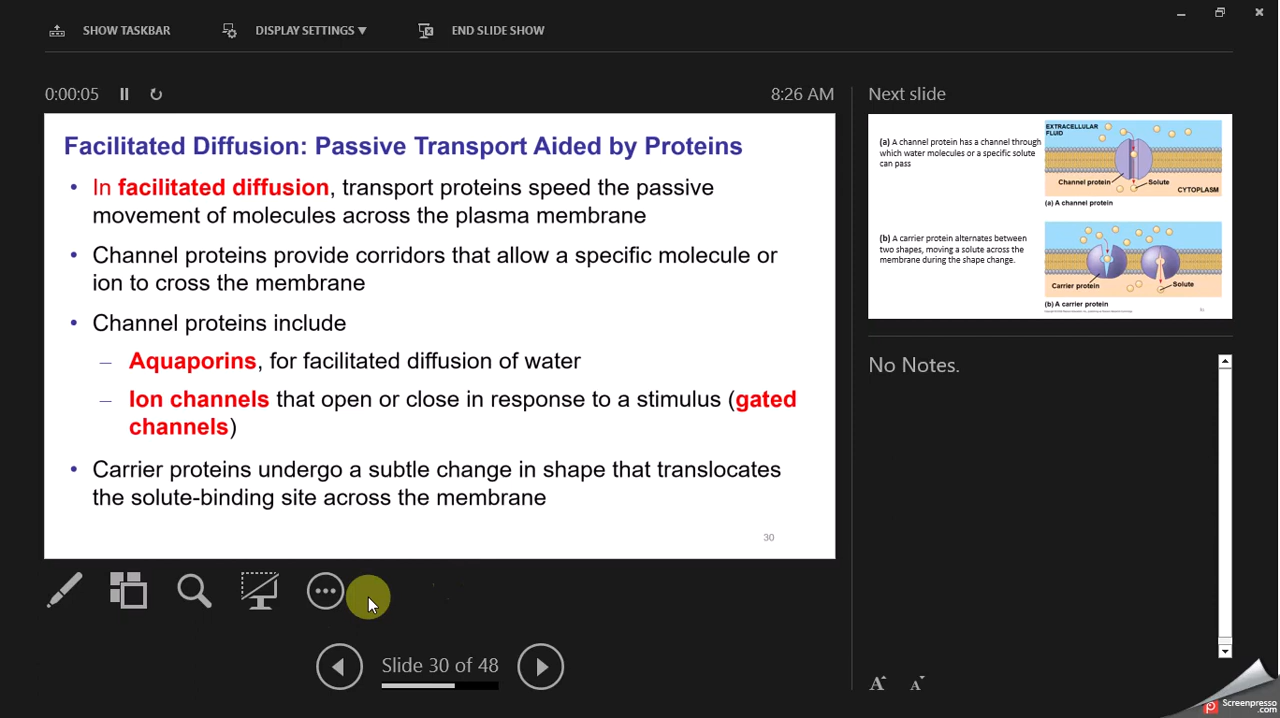 SHOW TASKBAR DISPLAY SETTINGS ▼ END SLIDE SHOW
0:00:05
8:26 AM
Facilitated Diffusion: Passive Transport Aided by Proteins
• In facilitated diffusion, transport proteins speed the passive
movement of molecules across the plasma membrane
• Channel proteins provide corridors that allow a specific molecule or
ion to cross the membrane
• Channel proteins include
– Aquaporins, for facilitated diffusion of water
– Ion channels that open or close in response to a stimulus (gated
channels)
• Carrier proteins undergo a subtle change in shape that translocates
the solute-binding site across the membrane
30
Slide 30 of 48
Next slide
(a) A channel protein has a channel through
which water molecules or a specific solute
can pass
EXTRACELLULAR
FLUID
Channel protein
Solute
CYTOPLASM
(a) A channel protein
(b) A carrier protein alternates between
two shapes, moving a solute across the
membrane during the shape change.
Carrier protein
Solute
(b) A carrier protein
No Notes.
A A
Screenpresso
.com